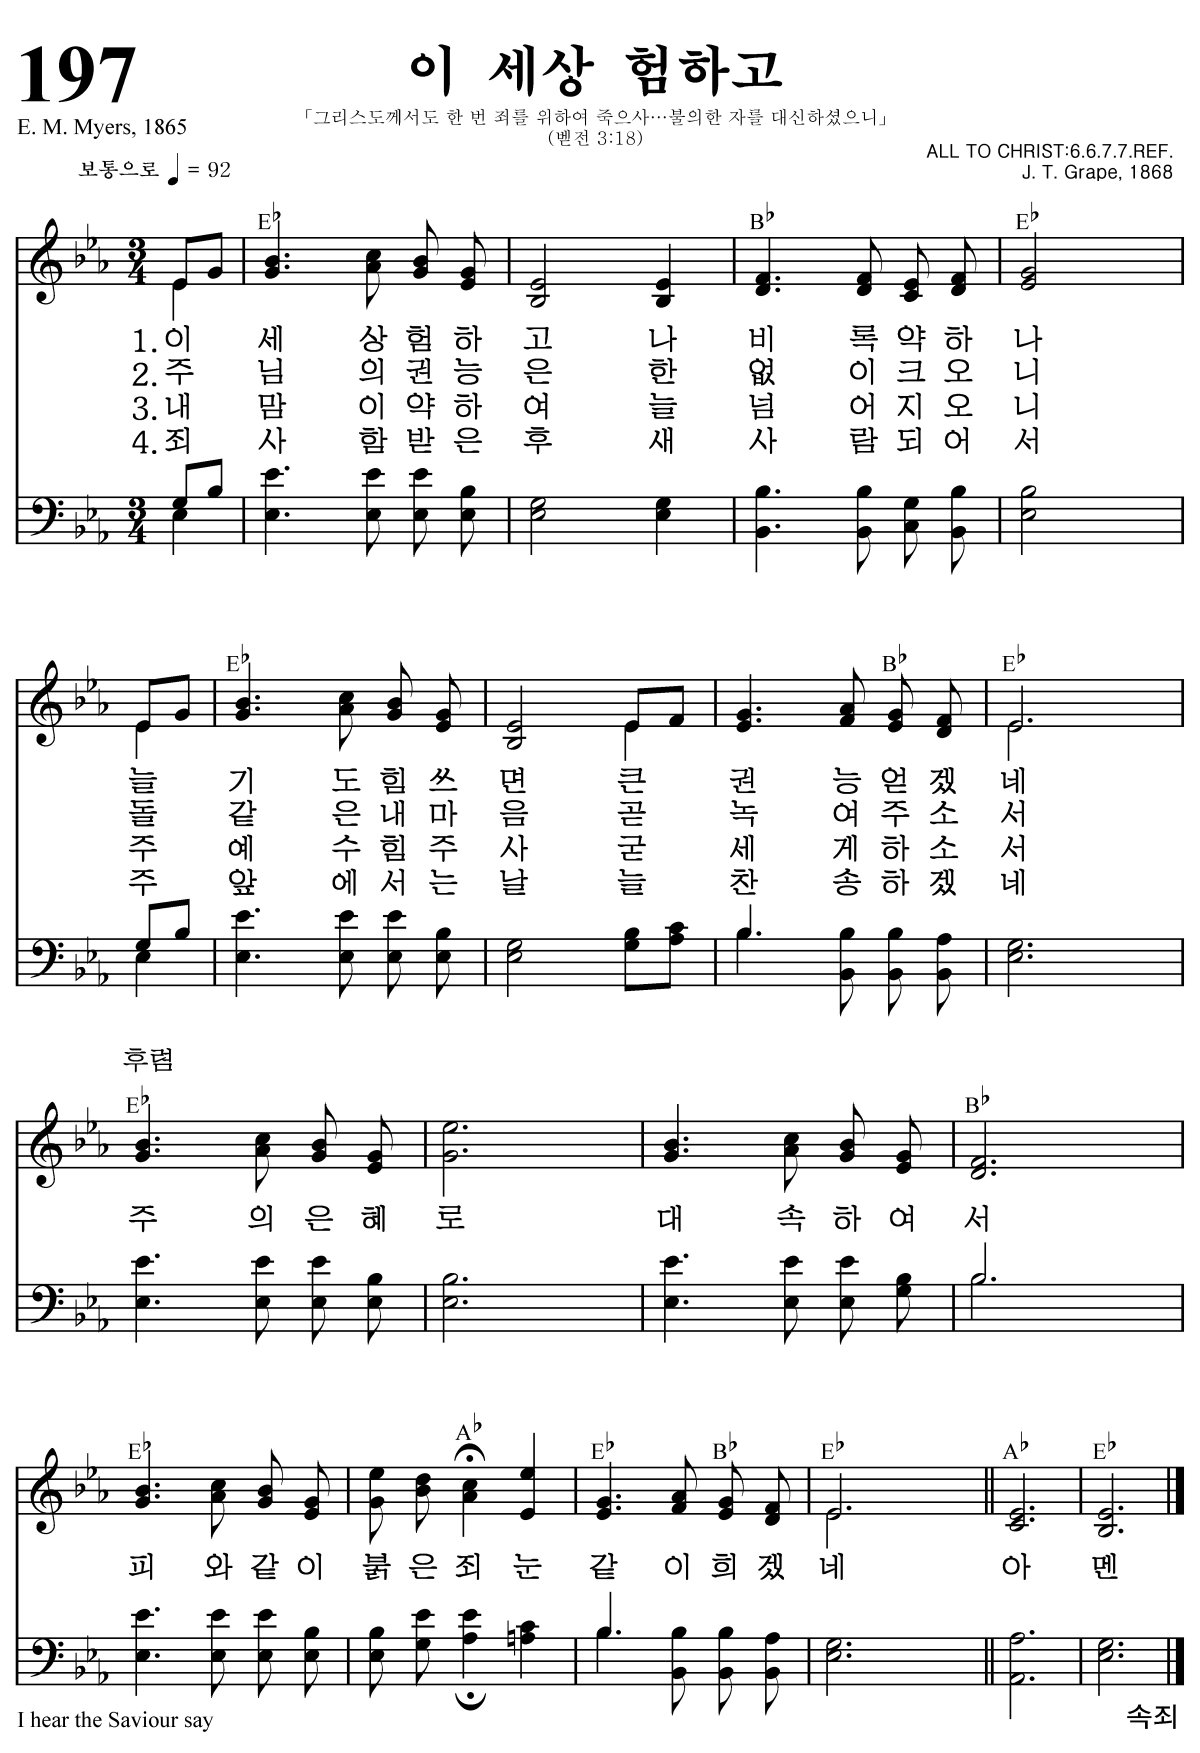 197
이 세상 험하고
「그리스도께서도 한 번 죄를 위하여 죽으사…불의한 자를 대신하셨으니」
(벧전 3:18)
E. M. Myers, 1865
ALL TO CHRIST:6.6.7.7.REF.
J. T. Grape, 1868
보통으로 ♩ = 92
E♭ B♭ E♭
1.이 세 상 험 하 고 나 비 록 약 하 나
2.주 님 의 권 능 은 한 없 이 크 오 니
3.내 맘 이 약 하 여 늘 넘 어 지 오 니
4.죄 사 함 받 은 후 새 사 람 되 어 서
E♭ B♭ E♭
늘 기 도 힘 쓰 면 큰 권 능 얻 겠 네
돌 같 은 내 마 음 곧 녹 여 주 소 서
주 예 수 힘 주 사 굳 세 게 하 소 서
주 앞 에 서 는 날 늘 찬 송 하 겠 네
후렴
E♭ B♭
주 의 은 혜 로 대 속 하 여 서
E♭ A♭ E♭ B♭ E♭ A♭ E♭
피 와 같 이 붉 은 죄 눈 같 이 희 겠 네 아 멘
I hear the Saviour say
속죄